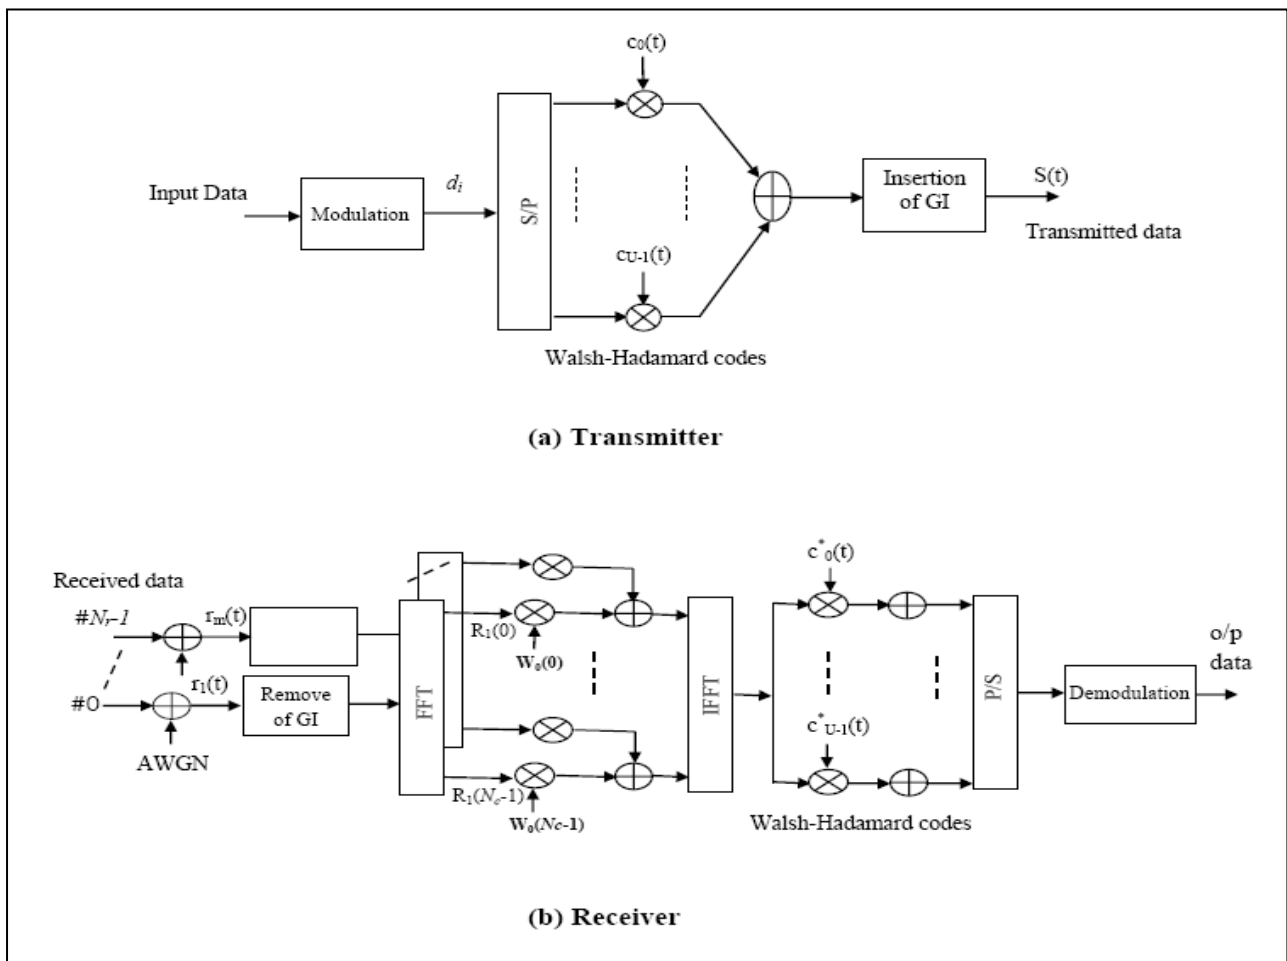 c0(t)
Input Data
Modulation
di
S/P
Insertion
of GI
S(t)
Transmitted data
cU-1(t)
Walsh-Hadamard codes
(a) Transmitter
Received data
#Nr-1
rm(t)
#0
r1(t)
Remove
of GI
AWGN
FFT
R1(0)
W0(0)
R1(Nc-1)
W0(Nc-1)
IFFT
c*0(t)
c*U-1(t)
Walsh-Hadamard codes
P/S
Demodulation
o/p
data
(b) Receiver